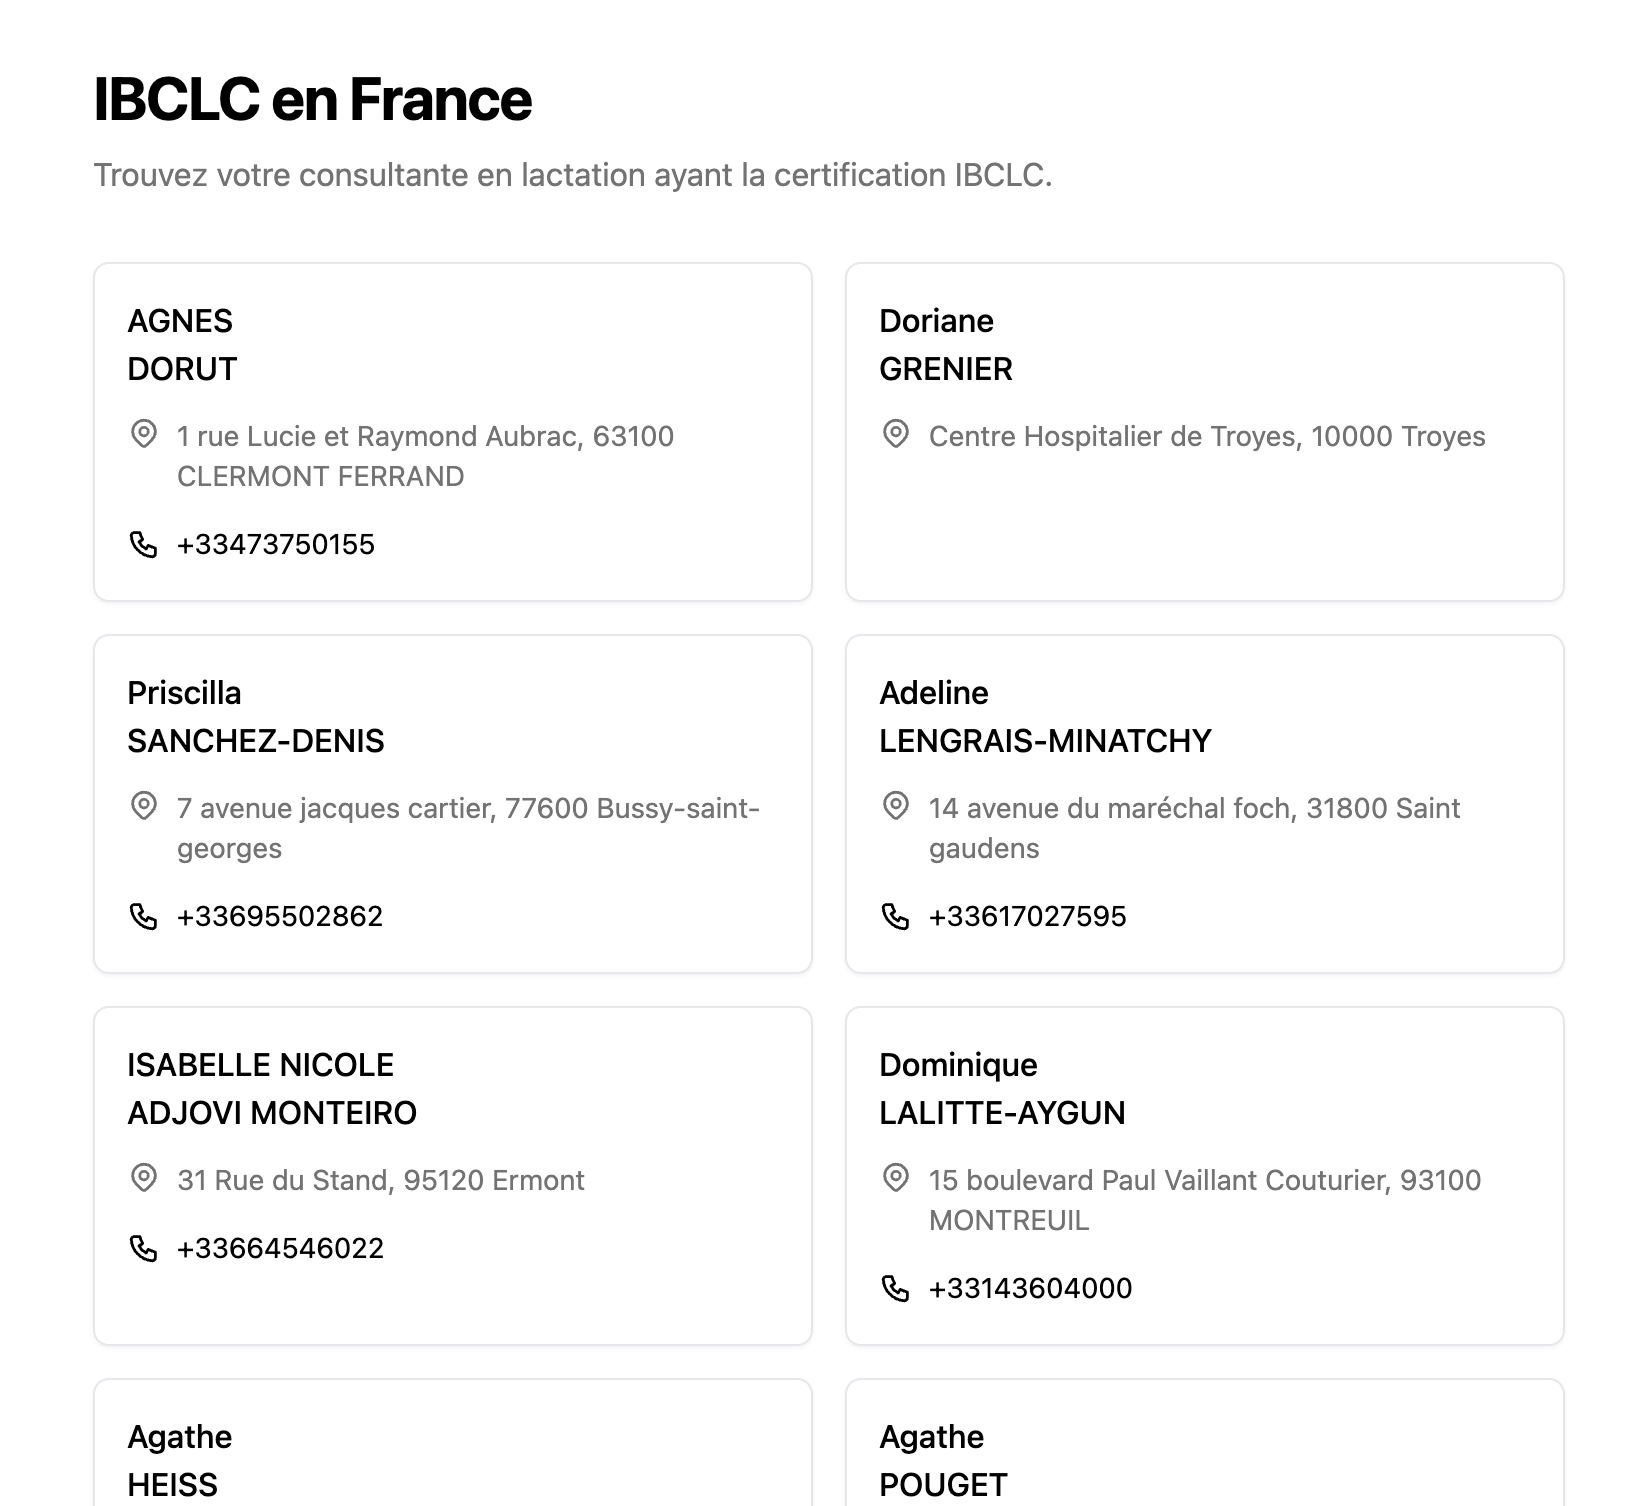 IBCLC en France
Trouvez votre consultante en lactation ayant la certification IBCLC.
AGNES
DORUT
1 rue Lucie et Raymond Aubrac, 63100
CLERMONT FERRAND
+33473750155
Doriane
GRENIER
Centre Hospitalier de Troyes, 10000 Troyes
Priscilla
SANCHEZ-DENIS
7 avenue jacques cartier, 77600 Bussy-saint-
georges
+33695502862
Adeline
LENGRAIS-MINATCHY
14 avenue du maréchal foch, 31800 Saint
gaudens
+33617027595
ISABELLE NICOLE
ADJOVI MONTEIRO
31 Rue du Stand, 95120 Ermont
+33664546022
Dominique
LALITTE-AYGUN
15 boulevard Paul Vaillant Couturier, 93100
MONTREUIL
+33143604000
Agathe
HEISS
Agathe
POUGET